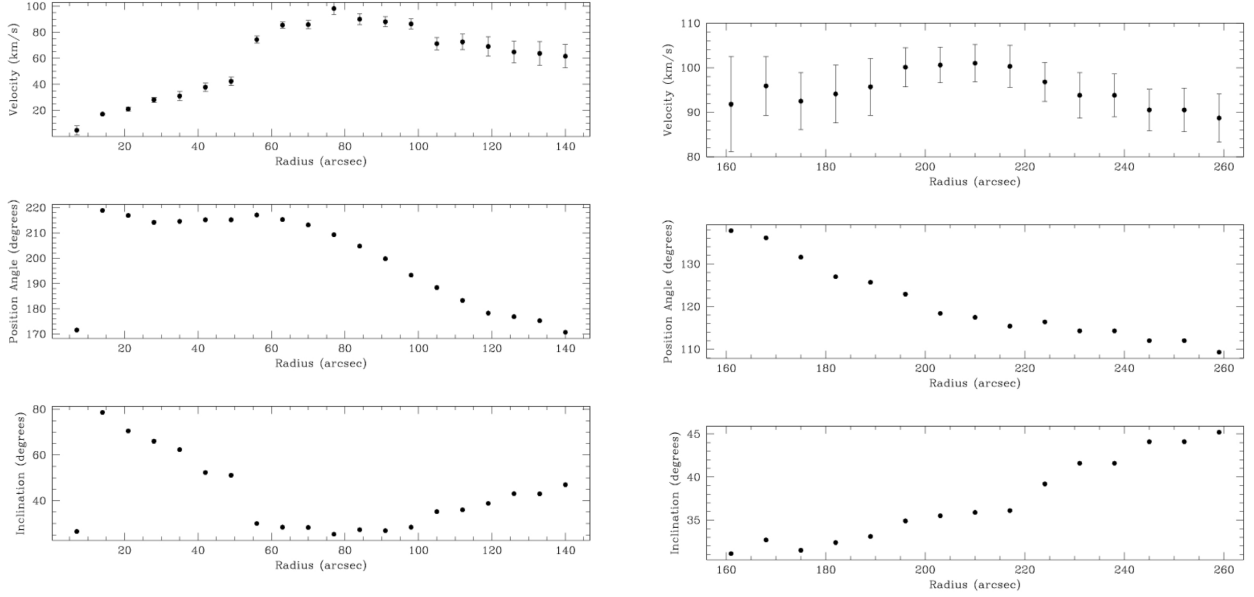 100
80
60
40
20
Velocity (km/s)
20 40 60 80 100 120 140
Radius (arcsec)
220
210
200
190
180
170
Position Angle (degrees)
20 40 60 80 100 120 140
Radius (arcsec)
80
60
40
Inclination (degrees)
20 40 60 80 100 120 140
Radius (arcsec)
110
100
90
80
Velocity (km/s)
160 180 200 220 240 260
Radius (arcsec)
130
120
110
Position Angle (degrees)
160 180 200 220 240 260
Radius (arcsec)
45
40
35
Inclination (degrees)
160 180 200 220 240 260
Radius (arcsec)